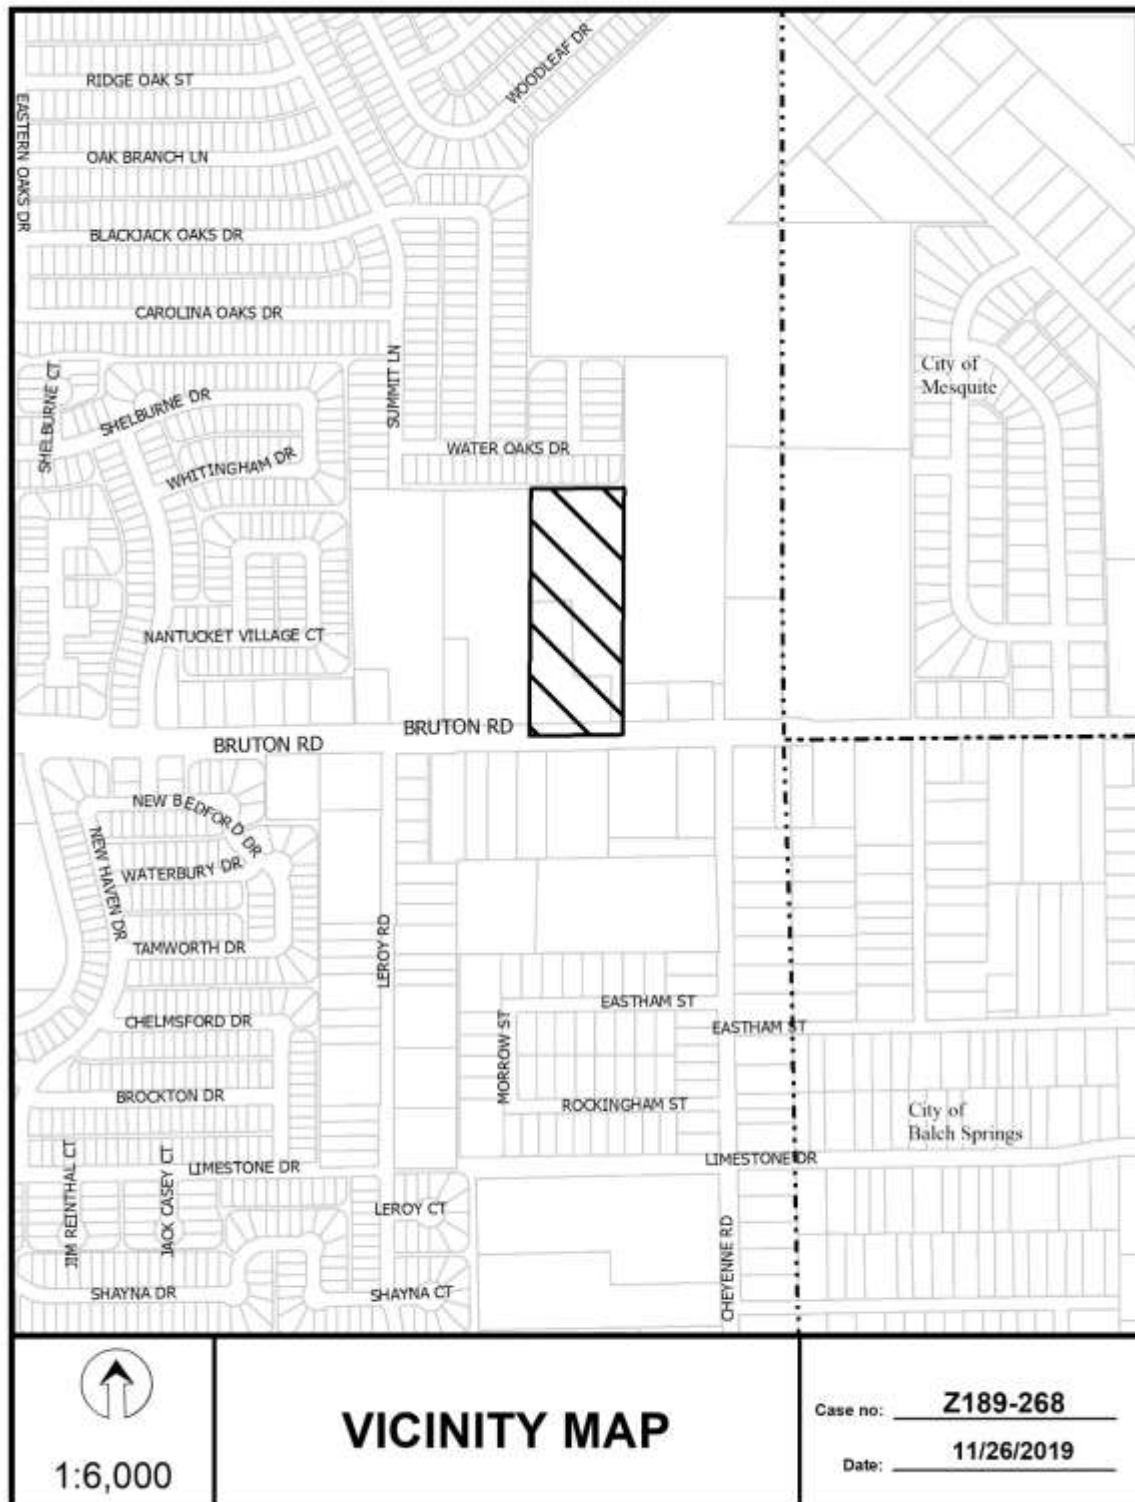 WOODLEAF DR
RIDGE OAK ST
EASTERN OAKS DR
OAK BRANCH LN
BLACKJACK OAKS DR
CAROLINA OAKS DR
SUMMIT LN
SHELBURNE CT
SHELBURNE DR
City of
Mesquite
WATER OAKS DR
WHITINGHAM DR
NANTUCKET VILLAGE CT
BRUTON RD
BRUTON RD
NEW BEDFORD DR
NEW HAVEN DR
WATERBURY DR
TAMWORTH DR
LEROY RD
CHELMSFORD DR
EASTHAM ST
EASTHAM ST
MORROW ST
BROCKTON DR
ROCKINGHAM ST
City of
Balch Springs
JIM REINTHAL CT
JACK CASEY CT
LIMESTONE DR
LIMESTONE DR
LEROY CT
CHEYENNE RD
SHAYNA DR
SHAYNA CT
1:6,000
VICINITY MAP
Case no: Z189-268
Date: 11/26/2019